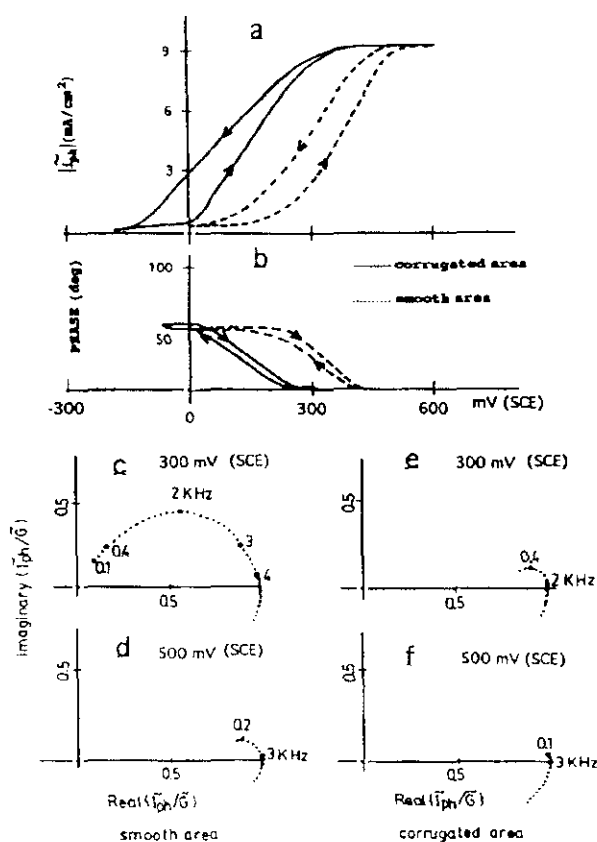 a
|ĩph|(mA/cm²)
9
6
3
b
PHASE (deg)
100
50
corrugated area
smooth area
-300
0
300
600
mV (SCE)
c
300 mV (SCE)
2 KHz
0.5
0.4
0.1
3
4
0.5
imaginary (ĩph/G̃)
e
300 mV (SCE)
0.5
0.4
2 KHz
0.5
d
500 mV (SCE)
0.5
0.2
3 KHz
0.5
Real(ĩph/G̃)
smooth area
f
500 mV (SCE)
0.5
0.1
3 KHz
0.5
Real(ĩph/G̃)
corrugated area